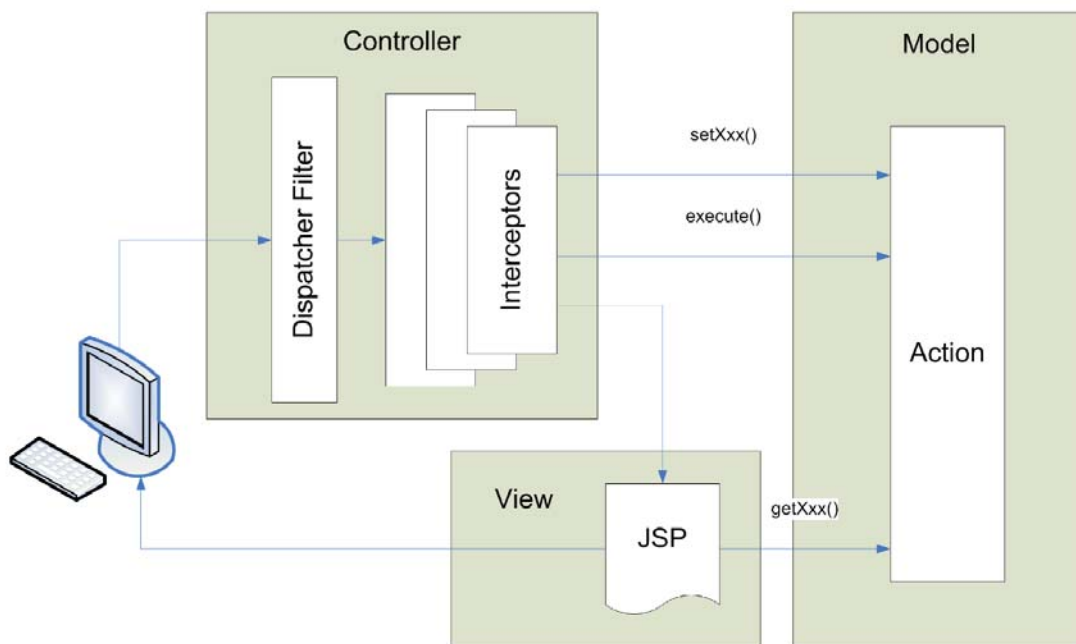 Controller
Model
Dispatcher Filter
Interceptors
setXxx()
execute()
Action
View
JSP
getXxx()